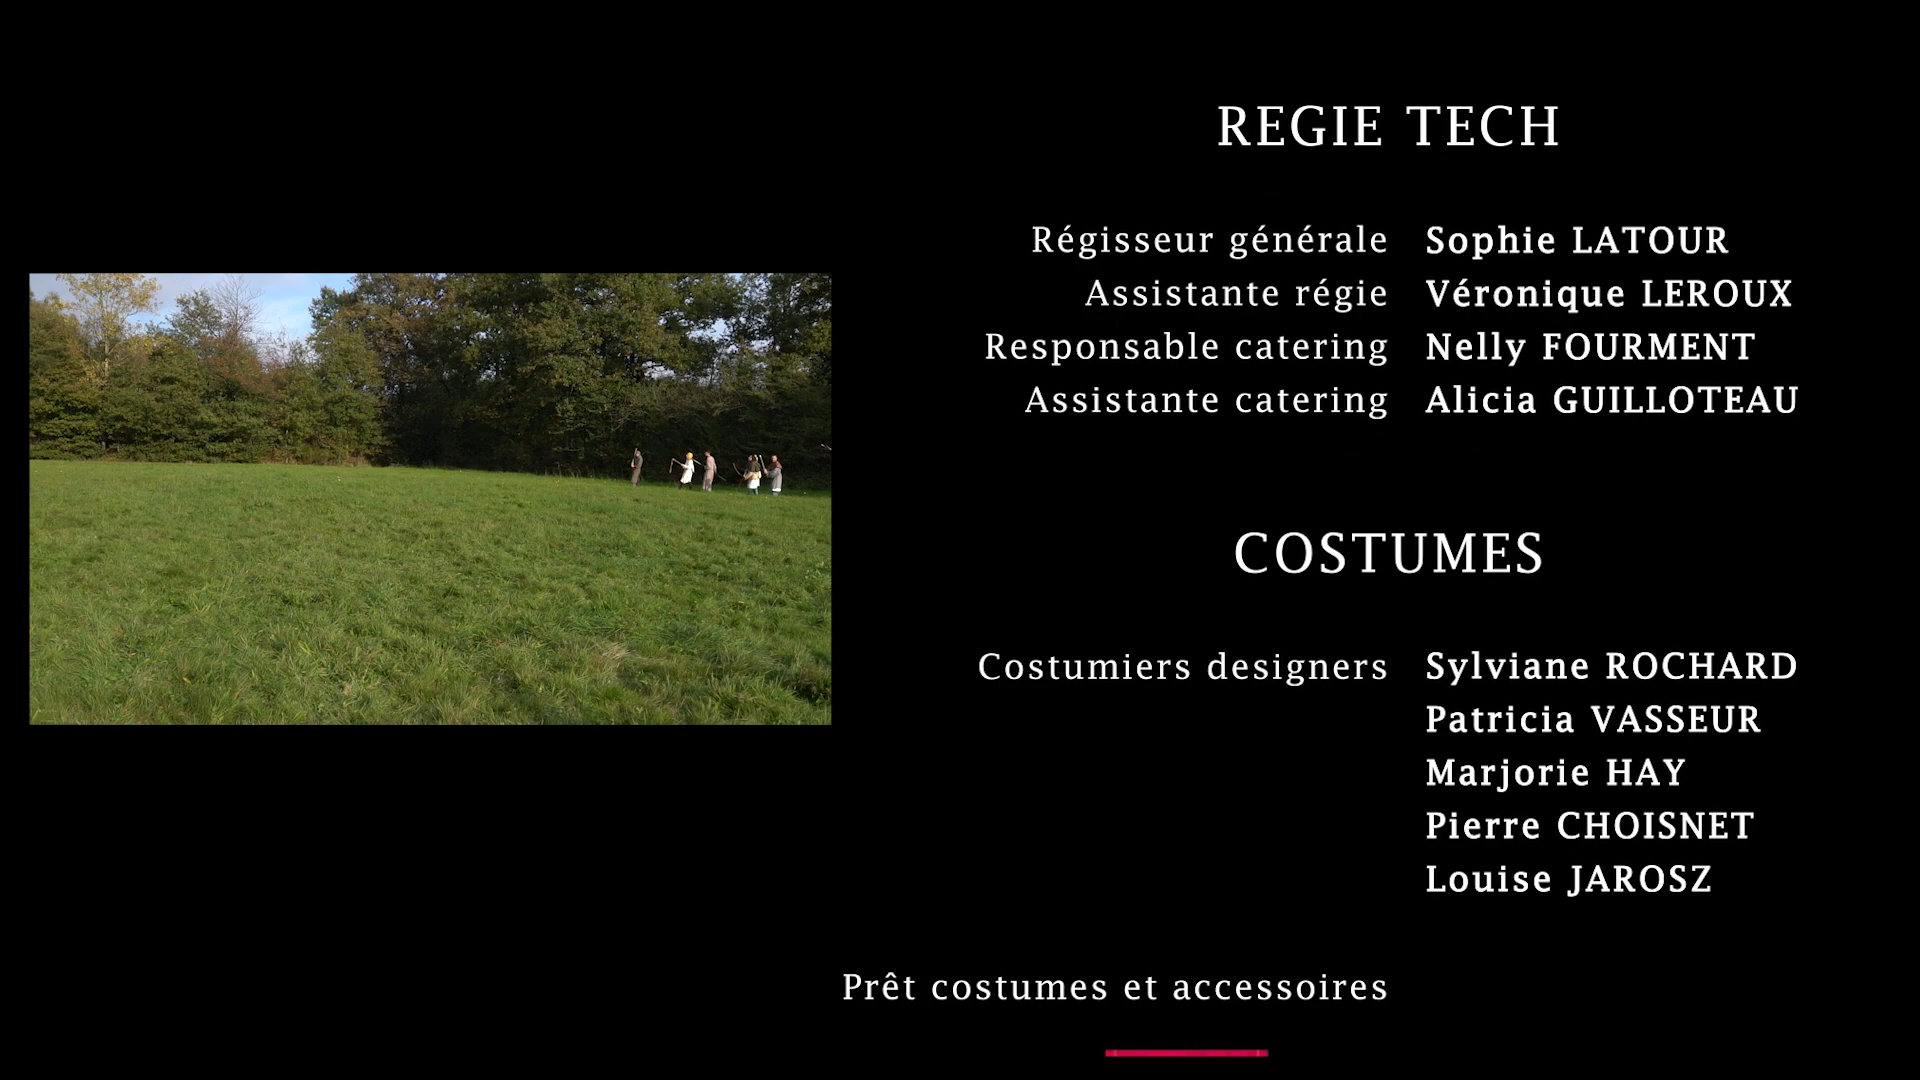 REGIE TECH
Régisseur générale Sophie LATOUR
Assistante régie Véronique LEROUX
Responsable catering Nelly FOURMENT
Assistante catering Alicia GUILLOTEAU
COSTUMES
Costumiers designers Sylviane ROCHARD
Patricia VASSEUR
Marjorie HAY
Pierre CHOISNET
Louise JAROSZ
Prêt costumes et accessoires